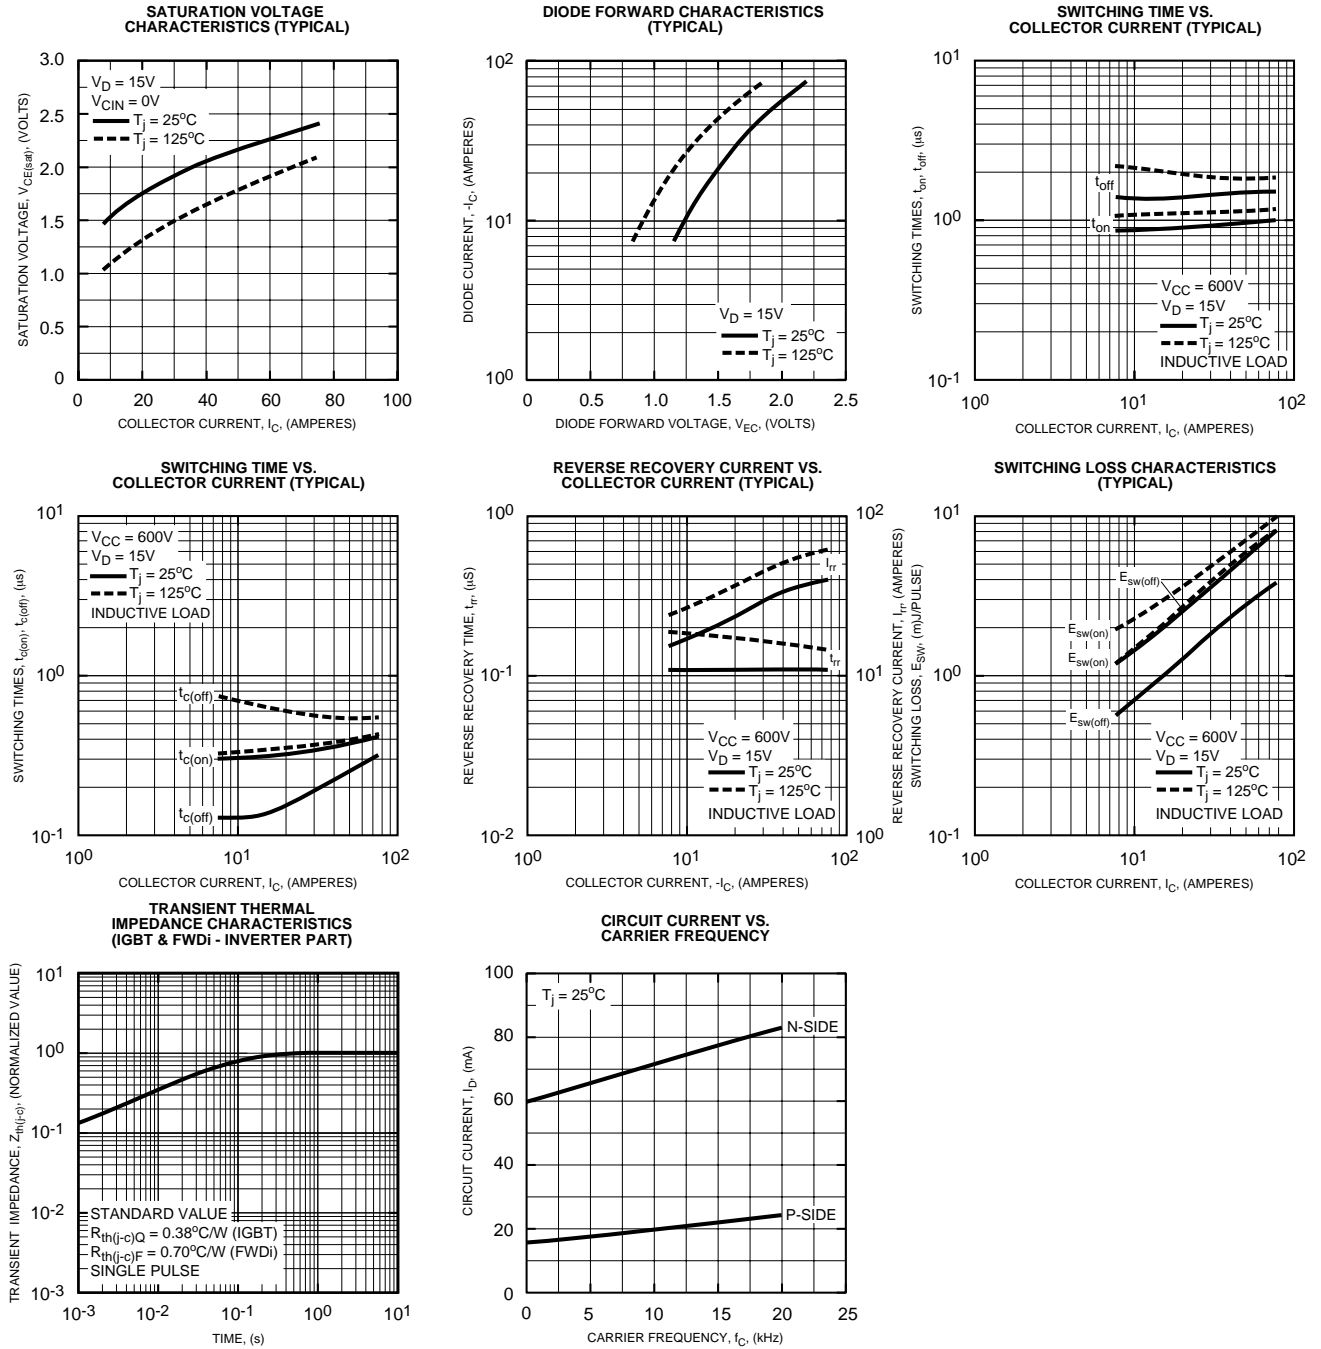 SATURATION VOLTAGE
CHARACTERISTICS (TYPICAL)
3.0
2.5
2.0
1.5
1.0
0.5
0
SATURATION VOLTAGE, VCE(sat), (VOLTS)
VD = 15V
VCIN = 0V
Tj = 25oC
Tj = 125oC
0 20 40 60 80 100
COLLECTOR CURRENT, IC, (AMPERES)
DIODE FORWARD CHARACTERISTICS
(TYPICAL)
102
101
100
DIODE CURRENT, -IC, (AMPERES)
VD = 15V
Tj = 25oC
Tj = 125oC
0 0.5 1.0 1.5 2.0 2.5
DIODE FORWARD VOLTAGE, VEC, (VOLTS)
SWITCHING TIME VS.
COLLECTOR CURRENT (TYPICAL)
101
100
10-1
SWITCHING TIMES, ton, toff, (μs)
toff
ton
VCC = 600V
VD = 15V
Tj = 25oC
Tj = 125oC
INDUCTIVE LOAD
100 101 102
COLLECTOR CURRENT, IC, (AMPERES)
SWITCHING TIME VS.
COLLECTOR CURRENT (TYPICAL)
101
100
10-1
SWITCHING TIMES, tc(on), tc(off), (μs)
VCC = 600V
VD = 15V
Tj = 25oC
Tj = 125oC
INDUCTIVE LOAD
tc(off)
tc(on)
tc(off)
100 101 102
COLLECTOR CURRENT, IC, (AMPERES)
REVERSE RECOVERY CURRENT VS.
COLLECTOR CURRENT (TYPICAL)
100
10-1
10-2
REVERSE RECOVERY TIME, trr, (μs)
Irr
trr
VCC = 600V
VD = 15V
Tj = 25oC
Tj = 125oC
INDUCTIVE LOAD
102
101
100
REVERSE RECOVERY CURRENT, Irr, (AMPERES)
101 102
COLLECTOR CURRENT, -IC, (AMPERES)
SWITCHING LOSS CHARACTERISTICS
(TYPICAL)
101
100
10-1
SWITCHING LOSS, ESW, (m)J/PULSE)
Esw(off)
Esw(on)
Esw(on)
Esw(off)
VCC = 600V
VD = 15V
Tj = 25oC
Tj = 125oC
INDUCTIVE LOAD
100 101 102
COLLECTOR CURRENT, IC, (AMPERES)
TRANSIENT THERMAL
IMPEDANCE CHARACTERISTICS
(IGBT & FWDi - INVERTER PART)
101
100
10-1
10-2
10-3
TRANSIENT IMPEDANCE, Zth(j-c), (NORMALIZED VALUE)
STANDARD VALUE
Rth(j-c)Q = 0.38oC/W (IGBT)
Rth(j-c)F = 0.70oC/W (FWDi)
SINGLE PULSE
10-3 10-2 10-1 100 101
TIME, (s)
CIRCUIT CURRENT VS.
CARRIER FREQUENCY
100
80
60
40
20
0
CIRCUIT CURRENT, ID, (mA)
Tj = 25oC
N-SIDE
P-SIDE
0 5 10 15 20 25
CARRIER FREQUENCY, fC, (kHz)